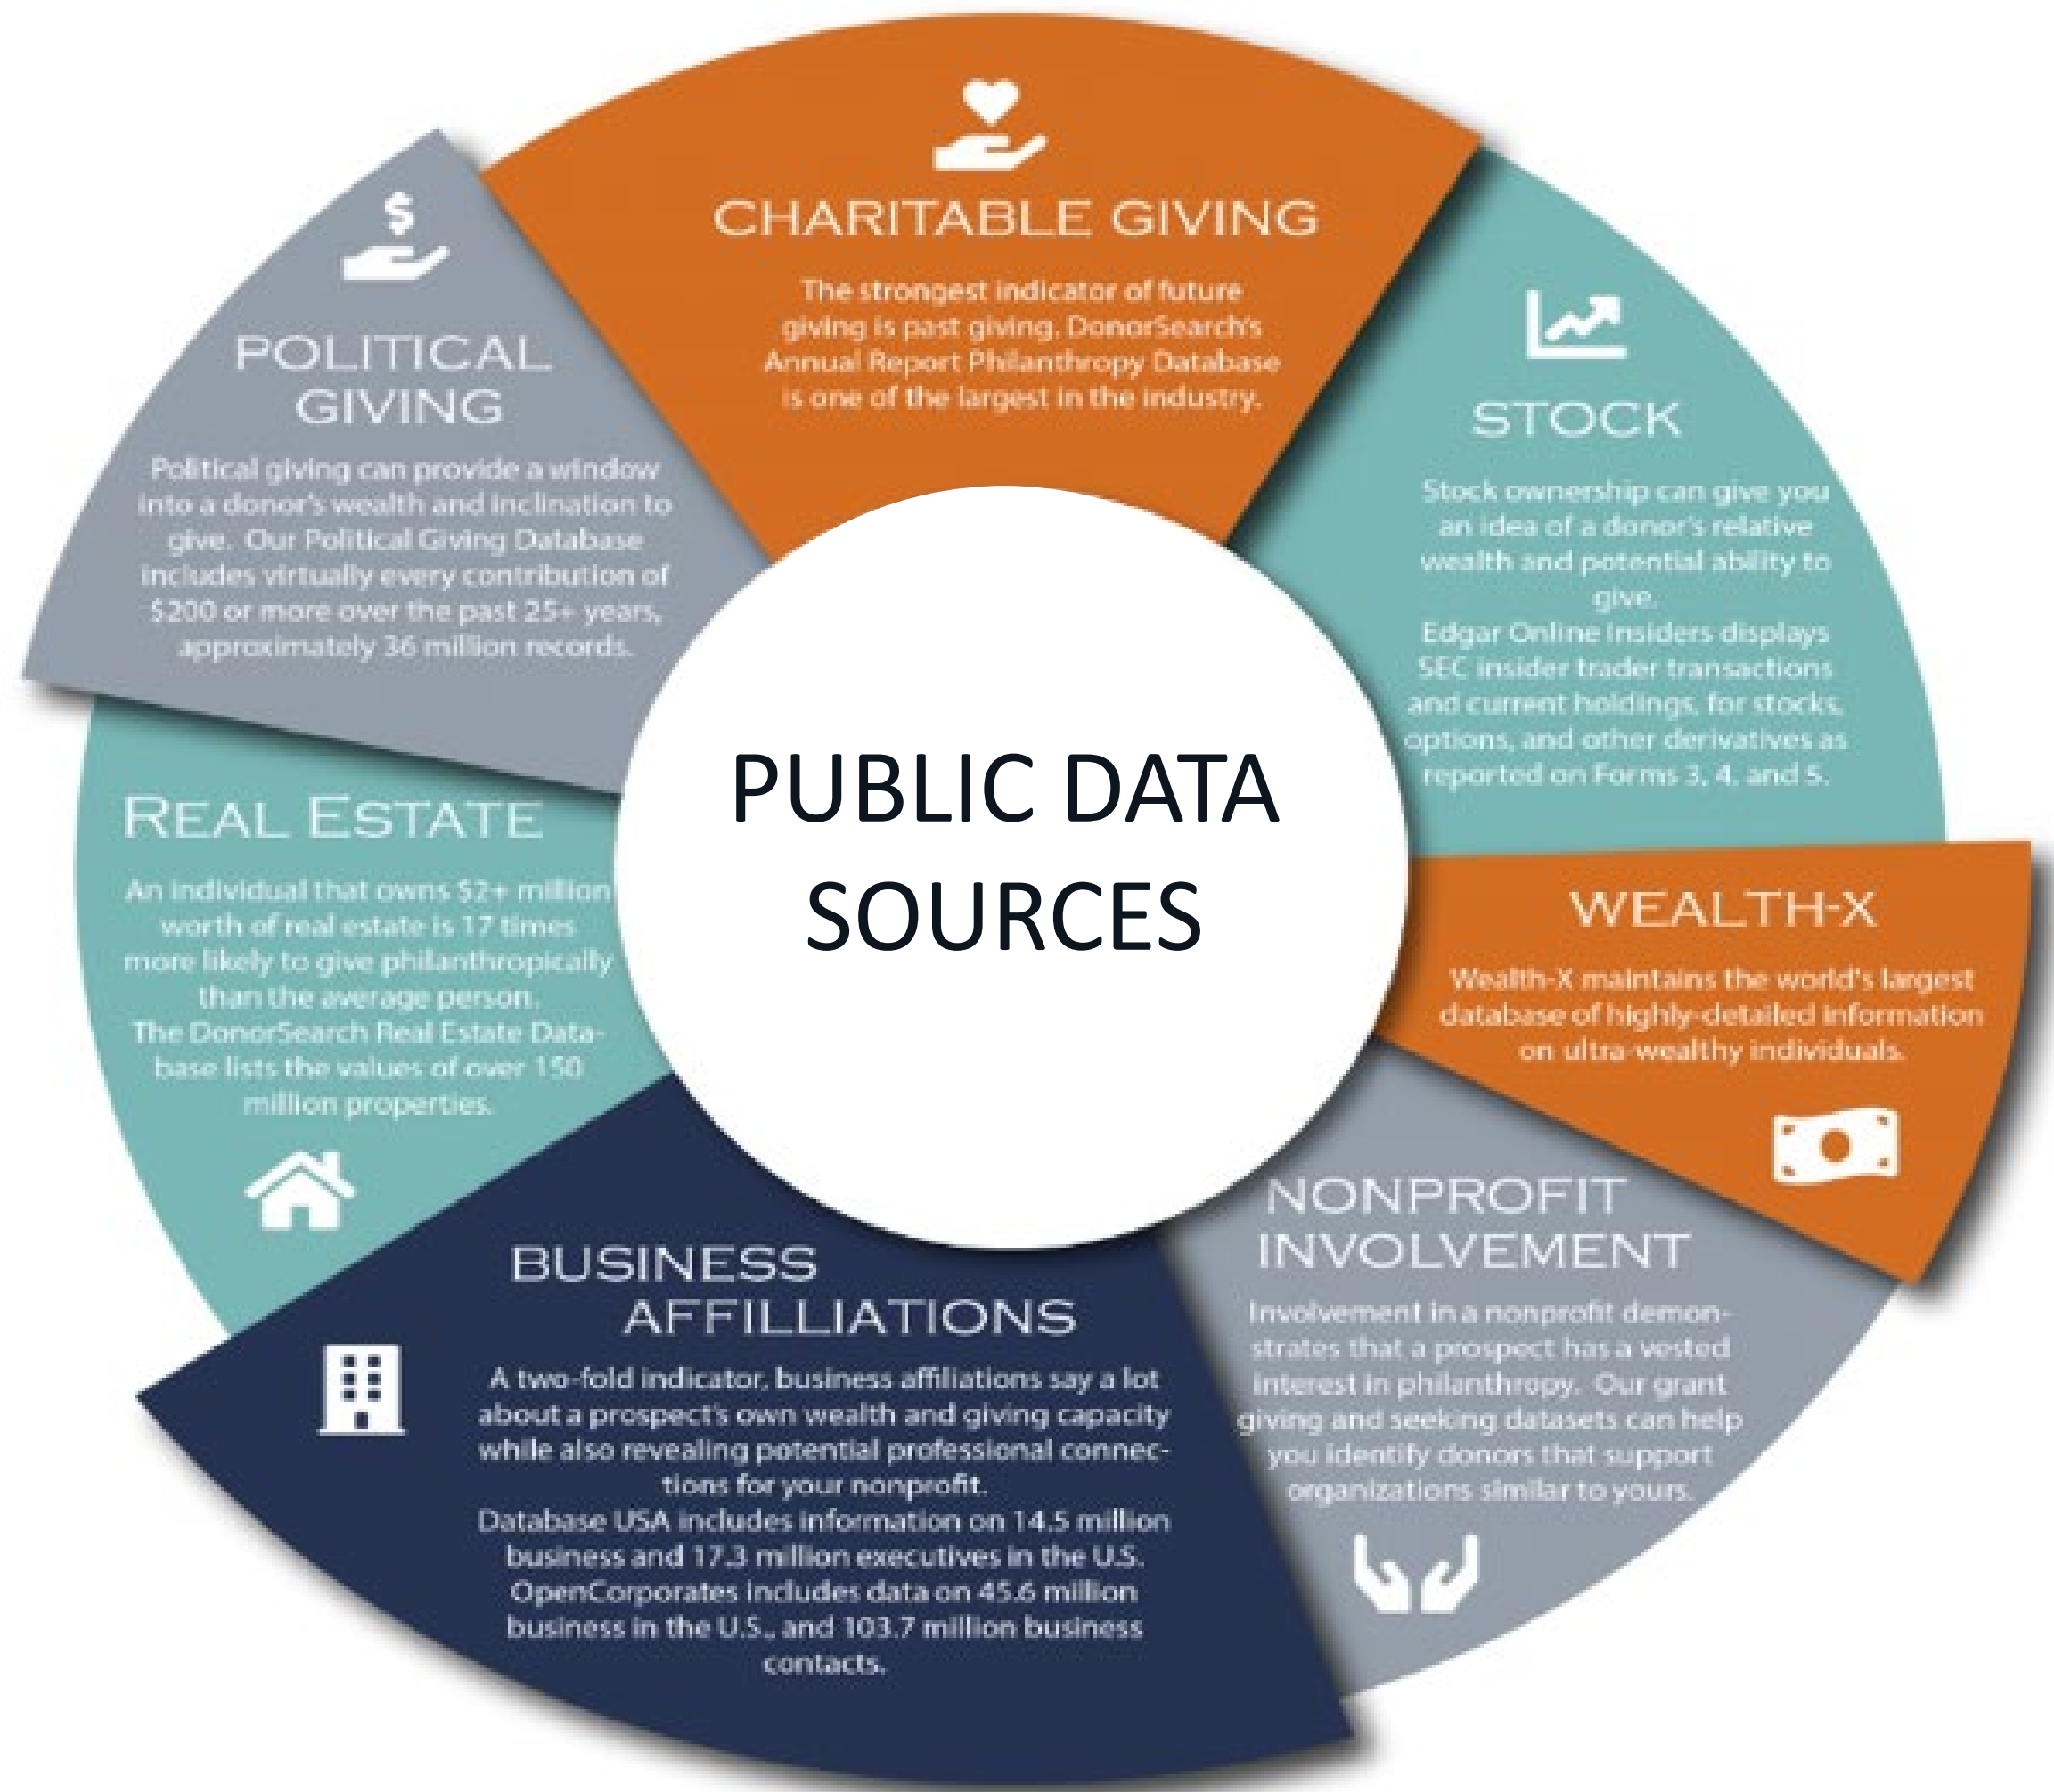 CHARITABLE GIVING
The strongest indicator of future
giving is past giving. DonorSearch's
Annual Report Philanthropy Database
is one of the largest in the industry.
STOCK
Stock ownership can give you
an idea of a donor's relative
wealth and potential ability to
give.
Edgar Online Insiders displays
SEC insider trader transactions
and current holdings, for stocks,
options, and other derivatives as
reported on Forms 3, 4, and 5.
WEALTH-X
Wealth-X maintains the world's largest
database of highly-detailed information
on ultra-wealthy individuals.
NONPROFIT
INVOLVEMENT
Involvement in a nonprofit demon-
strates that a prospect has a vested
interest in philanthropy. Our grant
giving and seeking datasets can help
you identify donors that support
organizations similar to yours.
BUSINESS
AFFILLIATIONS
A two-fold indicator, business affiliations say a lot
about a prospect's own wealth and giving capacity
while also revealing potential professional connec-
tions for your nonprofit.
Database USA includes information on 14.5 million
business and 17.3 million executives in the U.S.
OpenCorporates includes data on 45.6 million
business in the U.S., and 103.7 million business
contacts.
REAL ESTATE
An individual that owns $2+ million
worth of real estate is 17 times
more likely to give philanthropically
than the average person.
The DonorSearch Real Estate Data-
base lists the values of over 150
million properties.
POLITICAL
GIVING
Political giving can provide a window
into a donor's wealth and inclination to
give. Our Political Giving Database
includes virtually every contribution of
$200 or more over the past 25+ years,
approximately 36 million records.
PUBLIC DATA
SOURCES
$